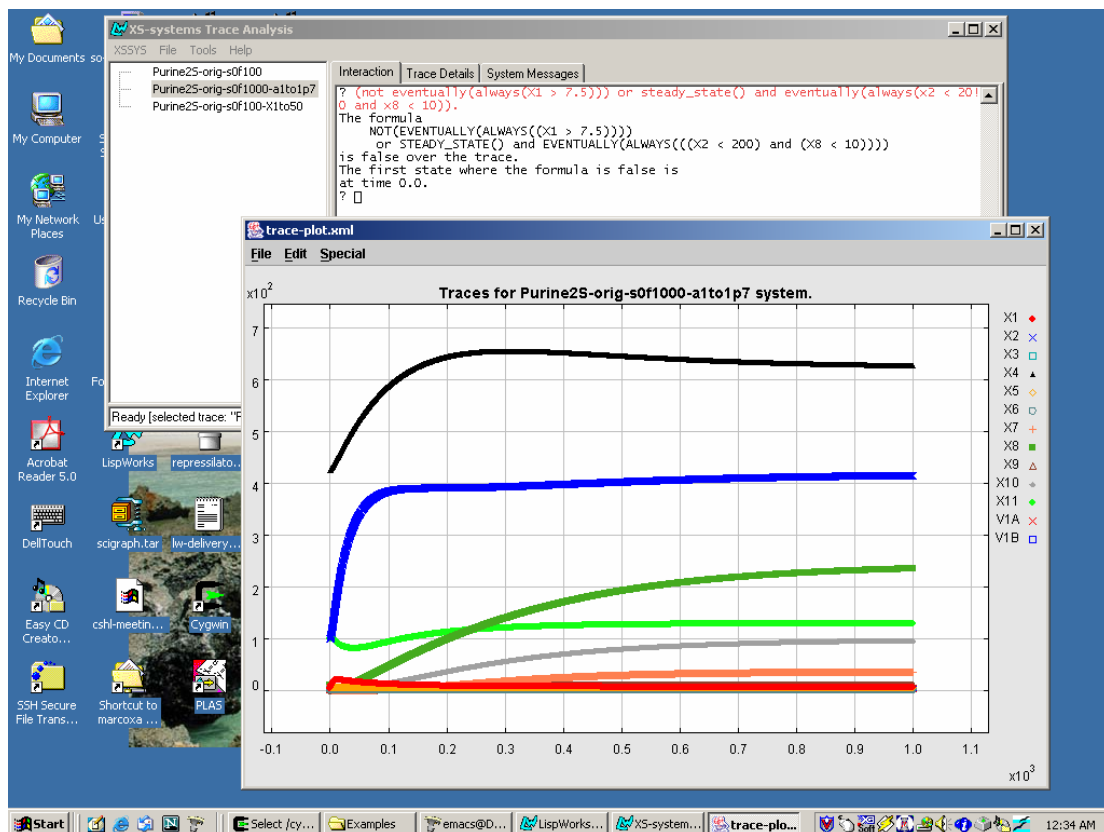 XS-systems Trace Analysis
XSSYS File Tools Help
Purine2S-orig-s0f100
Purine2S-orig-s0f1000-a1to1p7
Purine2S-orig-s0f100-X1to50
Interaction Trace Details System Messages
? (not eventually(always(X1 > 7.5))) or steady_state() and eventually(always(x2 < 20!
0 and x8 < 10)).
The formula
NOT(EVENTUALLY(ALWAYS((X1 > 7.5))))
or STEADY_STATE() and EVENTUALLY(ALWAYS(((X2 < 200) and (X8 < 10))))
is false over the trace.
The first state where the formula is false is
at time 0.0.
?
Ready [selected trace: "P
trace-plot.xml
File Edit Special
x10²
Traces for Purine2S-orig-s0f1000-a1to1p7 system.
7
6
5
4
3
2
1
0
-0.1 0.0 0.1 0.2 0.3 0.4 0.5 0.6 0.7 0.8 0.9 1.0 1.1
x10³
X1
X2
X3
X4
X5
X6
X7
X8
X9
X10
X11
V1A
V1B
My Documents
so-
My Computer
S
S
My Network
Places
Us
Recycle Bin
Internet
Explorer
Fo
Acrobat
Reader 5.0
LispWorks
repressilato...
DellTouch
scigraph.tar
lw-delivery...
Easy CD
Creato...
cshl-meetin...
Cygwin
SSH Secure
File Trans...
Shortcut to
marcoxa ...
PLAS
Start
Select /cy...
Examples
emacs@D...
LispWorks...
XS-system...
trace-plo...
12:34 AM